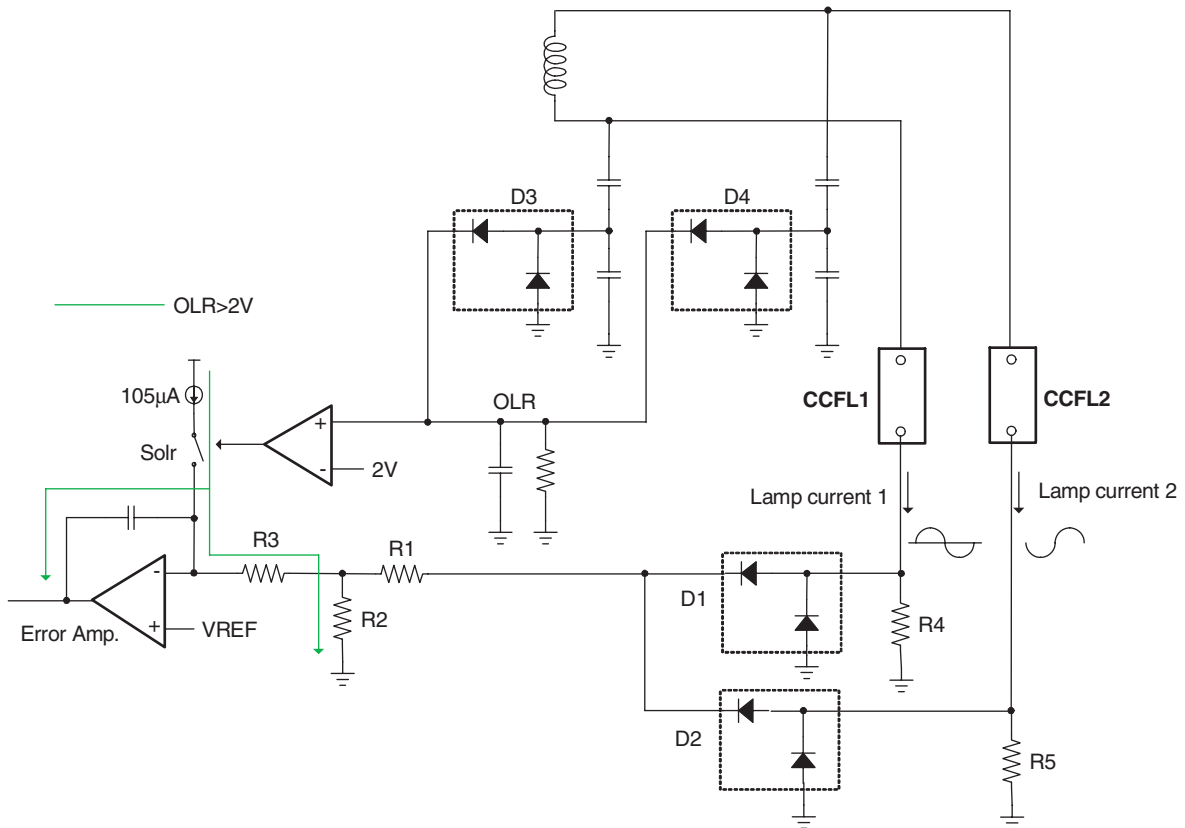 D3
D4
OLR>2V
105μA
OLR
CCFL1
CCFL2
+
-
Solr
2V
Lamp current 1
Lamp current 2
R3
R1
-
D1
R2
R4
+
VREF
Error Amp.
D2
R5